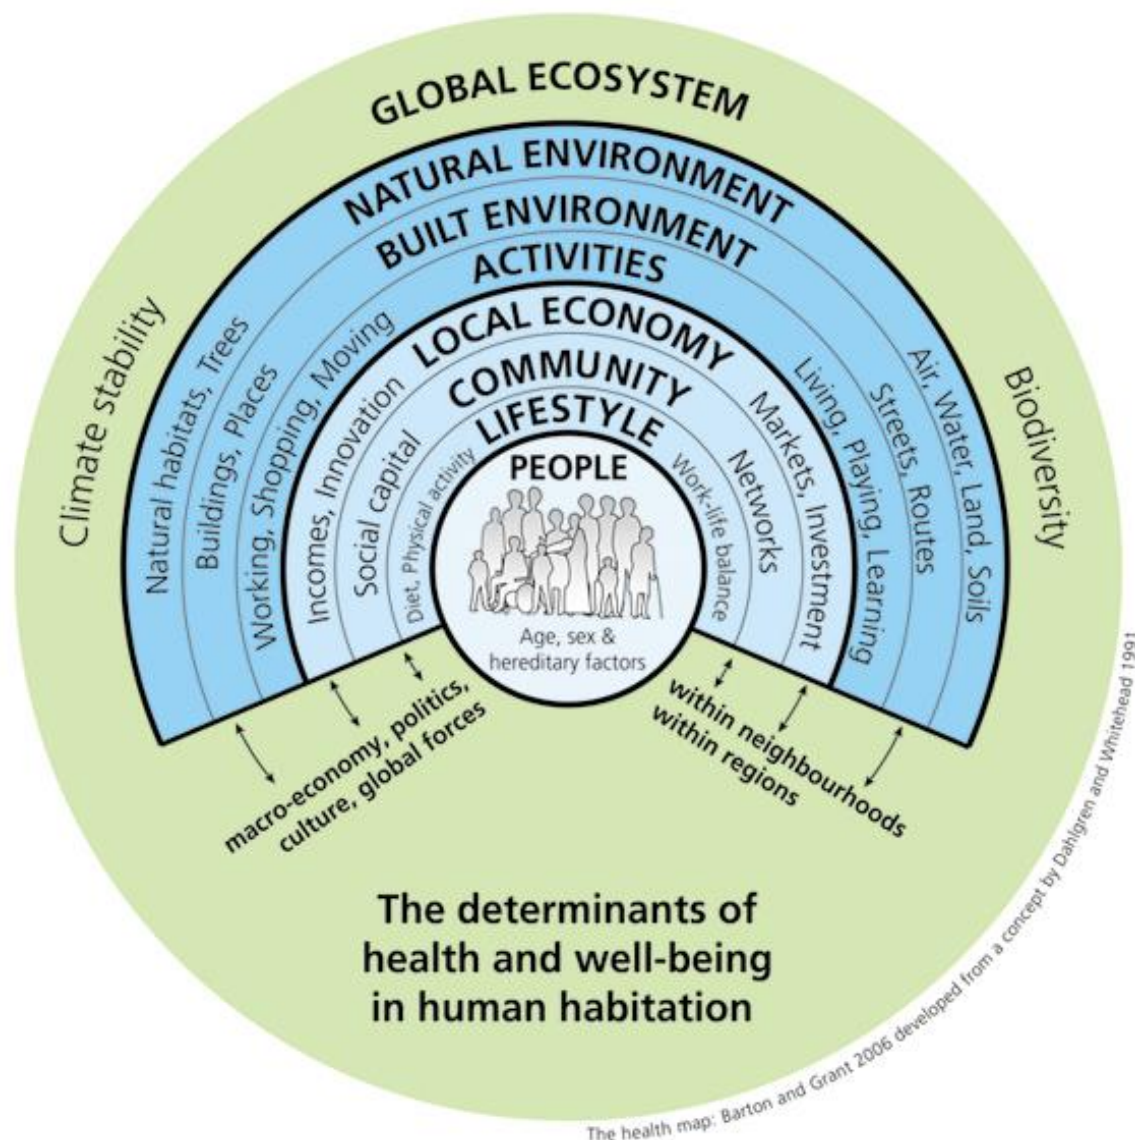 GLOBAL ECOSYSTEM
NATURAL ENVIRONMENT
BUILT ENVIRONMENT
ACTIVITIES
LOCAL ECONOMY
COMMUNITY
LIFESTYLE
PEOPLE
Age, sex &
hereditary factors
Climate stability
Natural habitats, Trees
Buildings, Places
Working, Shopping, Moving
Incomes, Innovation
Social capital
Diet, Physical activity
Work-life balance
Networks
Markets, Investment
Living, Playing, Learning
Streets, Routes
Air, Water, Land, Soils
Biodiversity
macro-economy, politics,
culture, global forces
within neighbourhoods
within regions
The determinants of
health and well-being
in human habitation
The health map: Barton and Grant 2006 developed from a concept by Dahlgren and Whitehead 1991